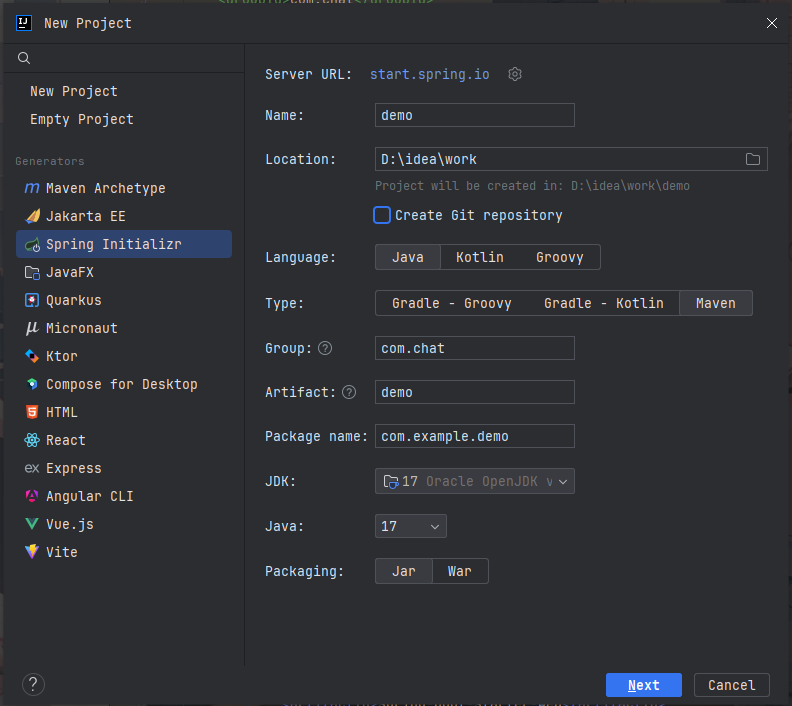 New Project
New Project
Empty Project
Generators
Maven Archetype
Jakarta EE
Spring Initializr
JavaFX
Quarkus
Micronaut
Ktor
Compose for Desktop
HTML
React
Express
Angular CLI
Vue.js
Vite
Server URL: start.spring.io
Name: demo
Location: D:\idea\work
Project will be created in: D:\idea\work\demo
Create Git repository
Language: Java Kotlin Groovy
Type: Gradle - Groovy Gradle - Kotlin Maven
Group: ? com.chat
Artifact: ? demo
Package name: com.example.demo
JDK: 17 Oracle OpenJDK v
Java: 17
Packaging: Jar War
? Next Cancel